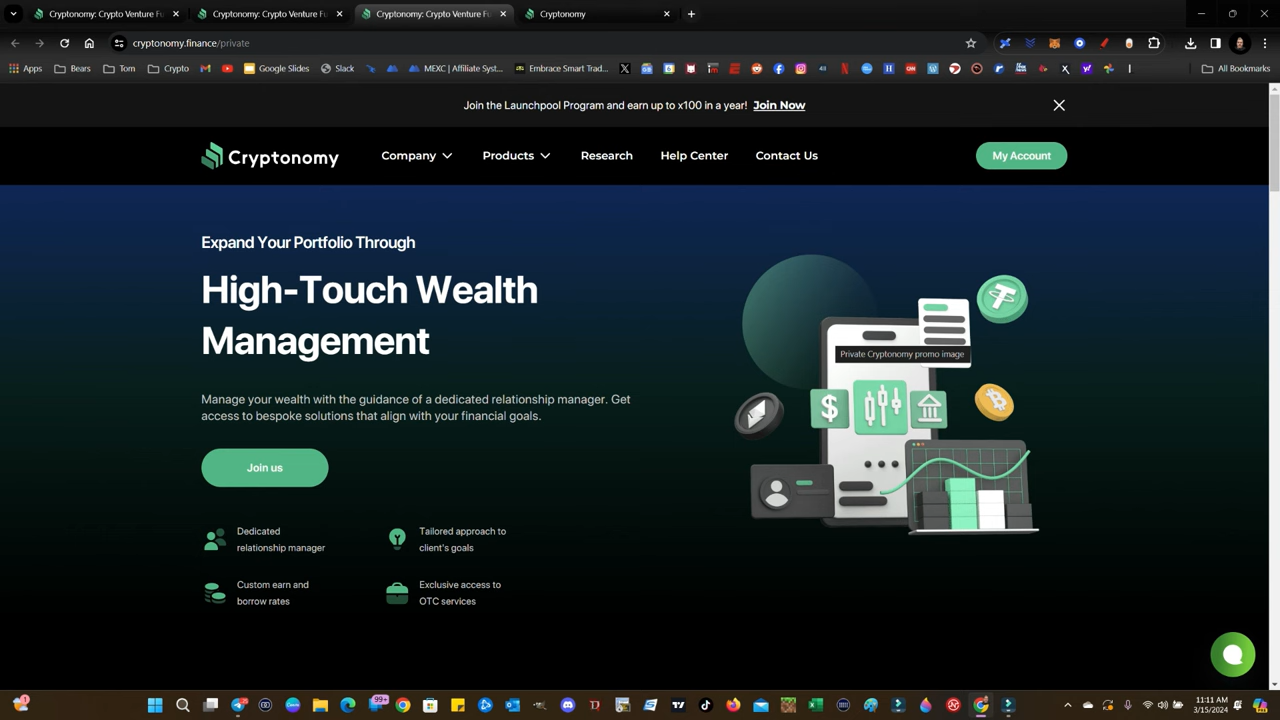 Cryptonomy: Crypto Venture Fu
Cryptonomy: Crypto Venture Fu
Cryptonomy: Crypto Venture Fu
Cryptonomy
cryptonomy.finance/private
Apps
Bears
Tom
Crypto
Google Slides
Slack
MEXC | Affiliate Syst...
Embrace Smart Trad...
All Bookmarks
Join the Launchpool Program and earn up to x100 in a year! Join Now
Cryptonomy
Company
Products
Research
Help Center
Contact Us
My Account
Expand Your Portfolio Through
High-Touch Wealth
Management
Private Cryptonomy promo image
Manage your wealth with the guidance of a dedicated relationship manager. Get
access to bespoke solutions that align with your financial goals.
Join us
Dedicated
relationship manager
Tailored approach to
client's goals
Custom earn and
borrow rates
Exclusive access to
OTC services
99+
11:11 AM
3/15/2024